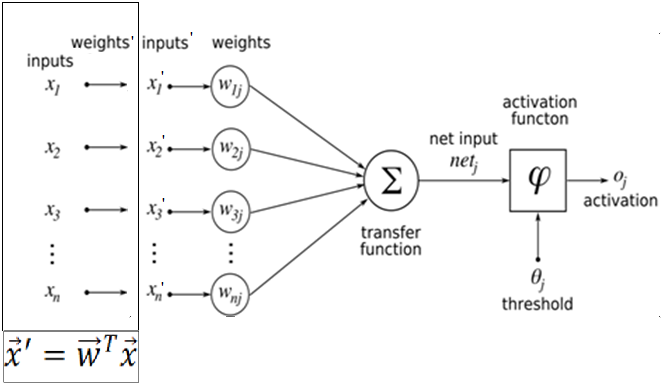 weights' inputs' weights
inputs
x1 x1' w1j
activation
functon
x2 x2' w2j
net input
netj
Σ φ oj
activation
x3 x3' w3j
transfer
function
⋮ ⋮ ⋮
θj
xn xn' wnj
threshold
x⃗' = w⃗ᵀx⃗